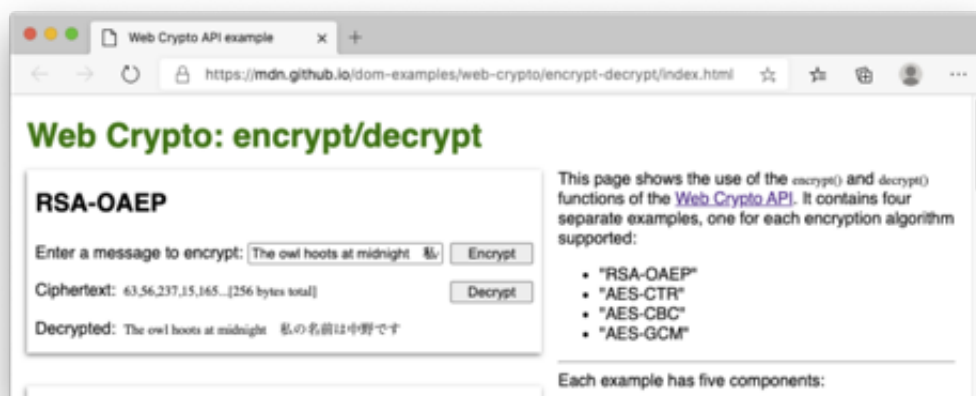 Web Crypto API example
https://mdn.github.io/dom-examples/web-crypto/encrypt-decrypt/index.html
Web Crypto: encrypt/decrypt
RSA-OAEP
Enter a message to encrypt: The owl hoots at midnight 私 Encrypt
Ciphertext: 63,56,237,15,165...[256 bytes total] Decrypt
Decrypted: The owl hoots at midnight 私の名前は中野です
This page shows the use of the encrypt() and decrypt()
functions of the Web Crypto API. It contains four
separate examples, one for each encryption algorithm
supported:
• "RSA-OAEP"
• "AES-CTR"
• "AES-CBC"
• "AES-GCM"
Each example has five components: